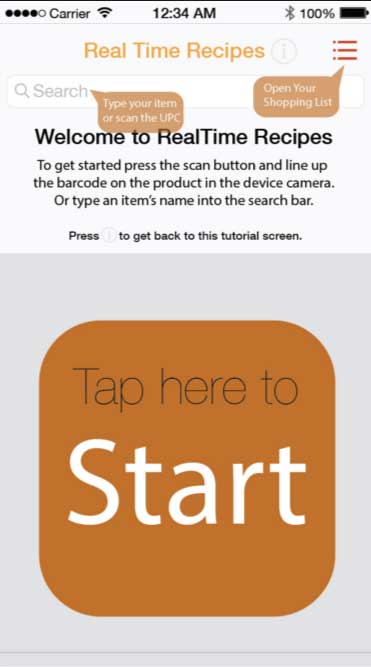 Carrier 12:34 AM 100%
Real Time Recipes i
Search
Type your item
or scan the UPC
Open Your
Shopping List
Welcome to RealTime Recipes
To get started press the scan button and line up
the barcode on the product in the device camera.
Or type an item's name into the search bar.
Press i to get back to this tutorial screen.
Tap here to
Start